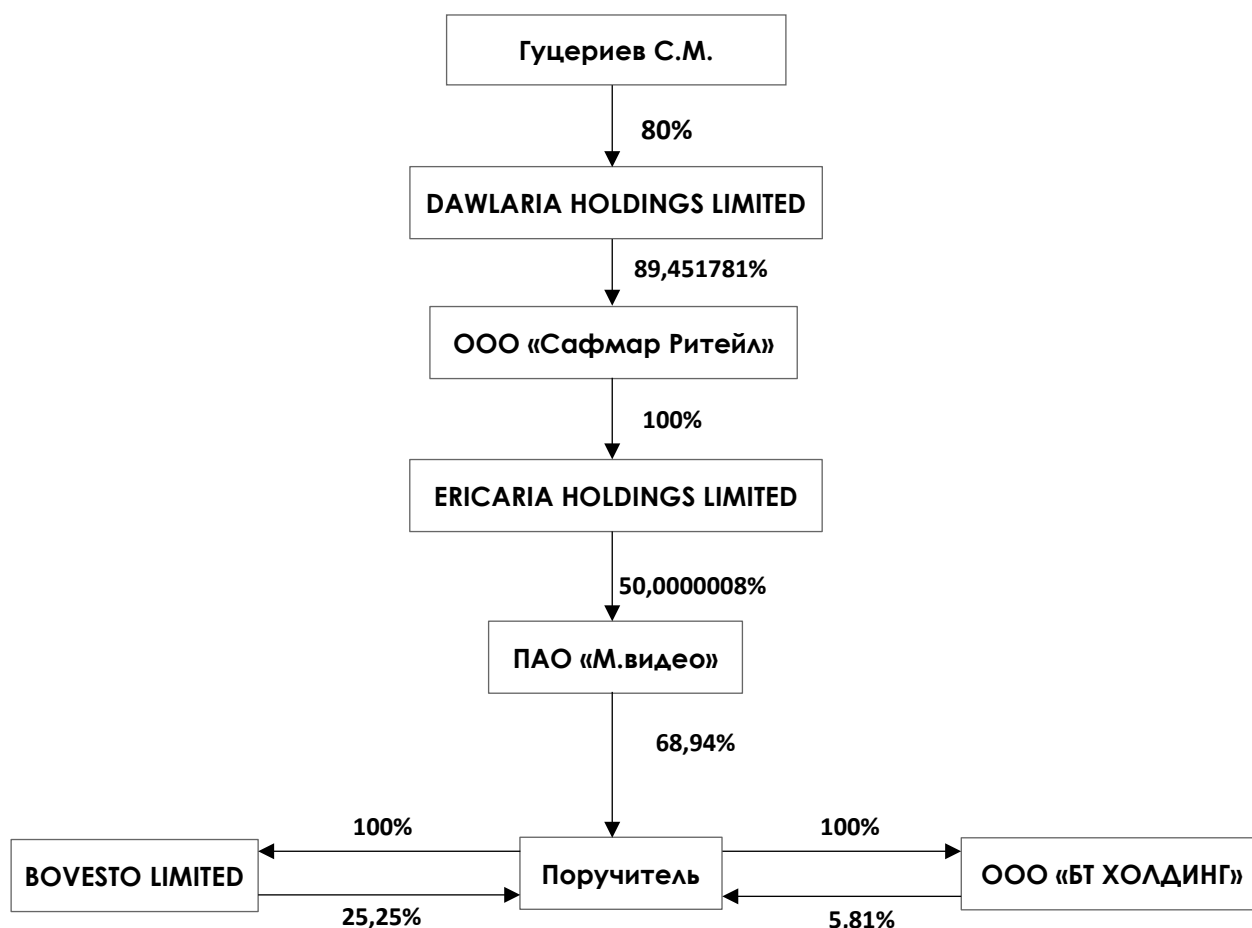 Гуцериев С.М.
80%
DAWLARIA HOLDINGS LIMITED
89,451781%
ООО «Сафмар Ритейл»
100%
ERICARIA HOLDINGS LIMITED
50,0000008%
ПАО «М.видео»
68,94%
100%
100%
BOVESTO LIMITED
Поручитель
ООО «БТ ХОЛДИНГ»
25,25%
5,81%